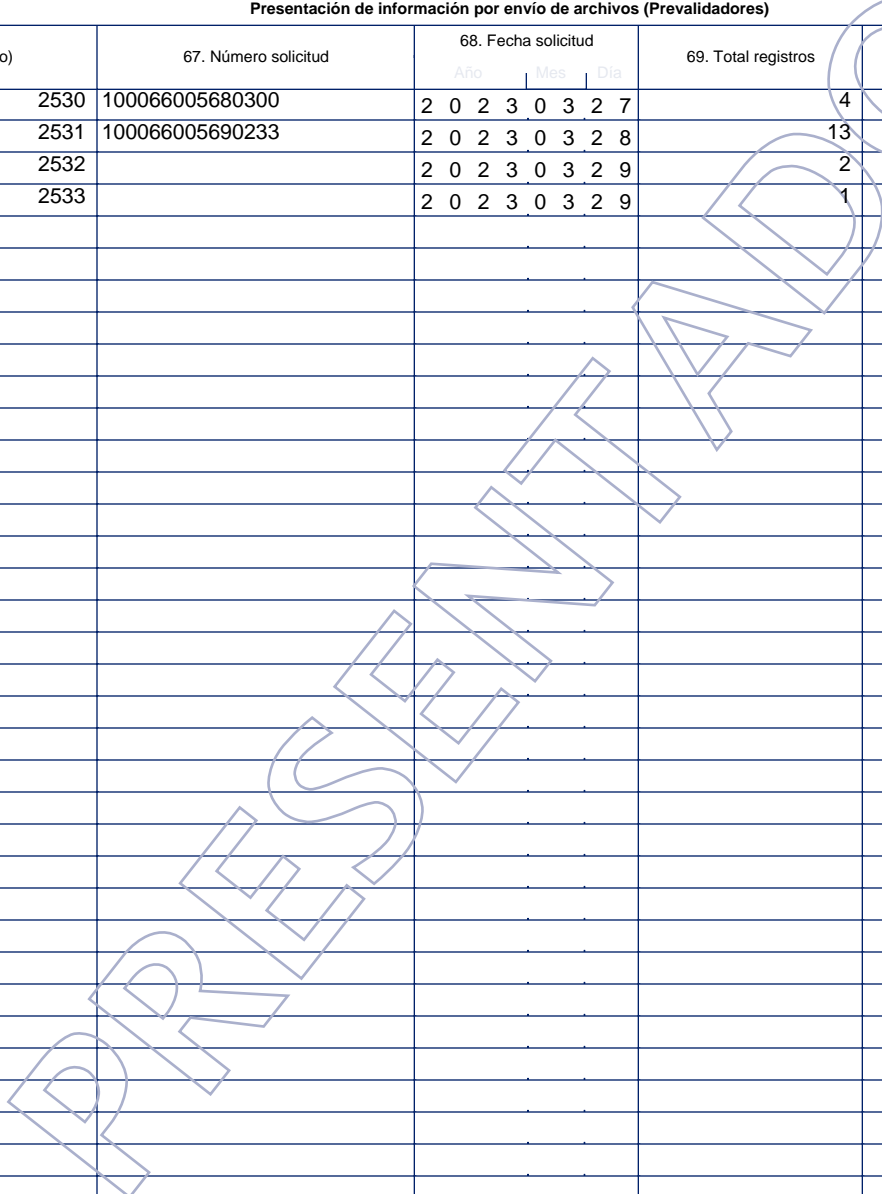 Presentación de información por envío de archivos (Prevalidadores)
o) 67. Número solicitud 68. Fecha solicitud 69. Total registros
Año Mes Día
2530 100066005680300 2 0 2 3 0 3 2 7 4
2531 100066005690233 2 0 2 3 0 3 2 8 13
2532 2 0 2 3 0 3 2 9 2
2533 2 0 2 3 0 3 2 9 1
PRESENTADO